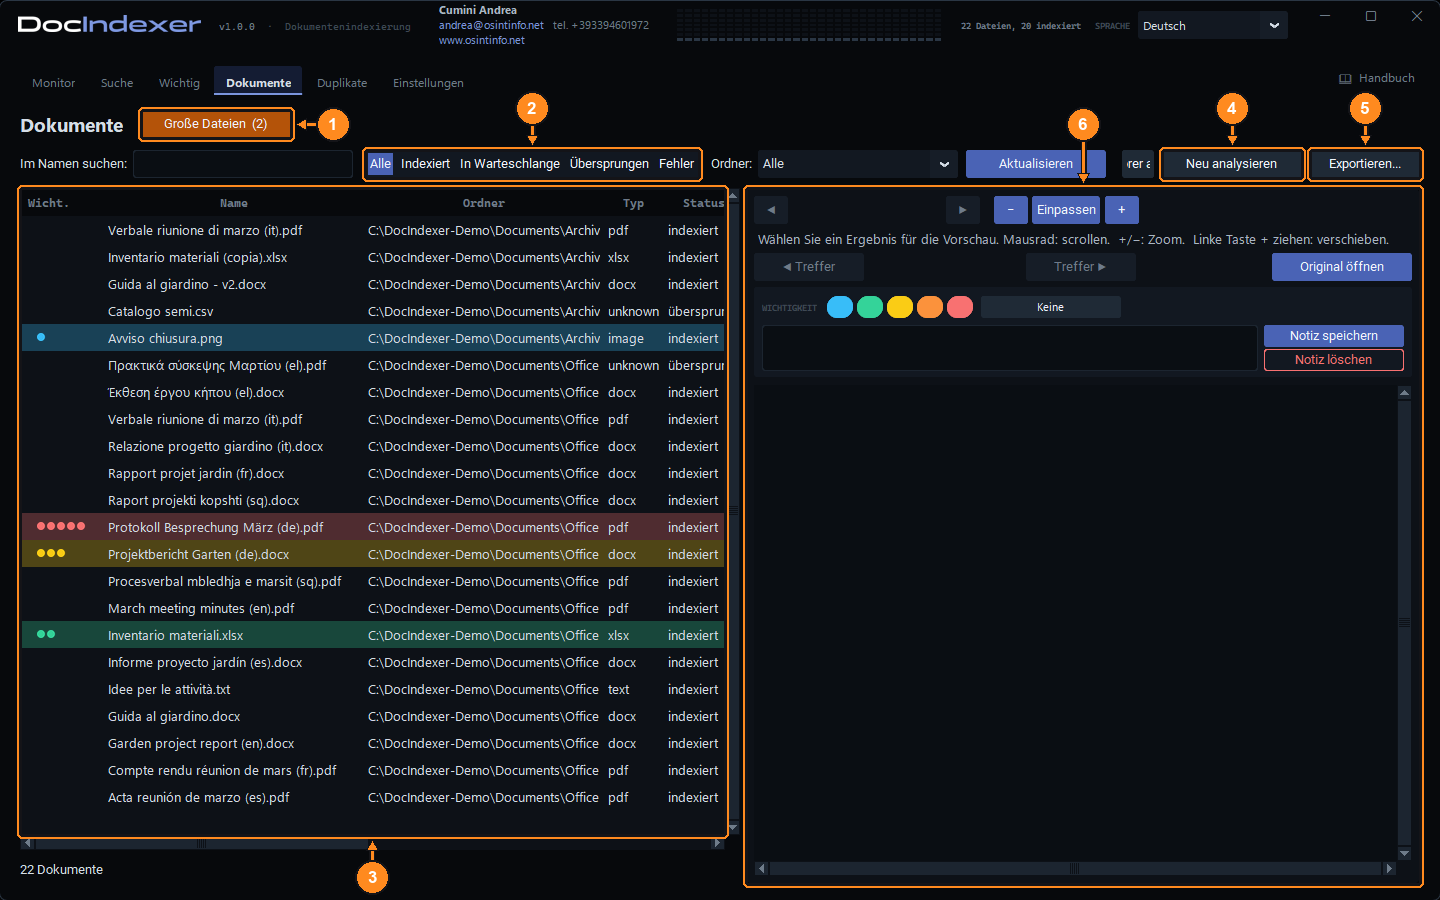 DocIndexer v1.0.0 · Dokumentenindexierung
Cumini Andrea
andrea@osintinfo.net tel. +393394601972
www.osintinfo.net
22 Dateien, 20 indexiert SPRACHE Deutsch
Monitor Suche Wichtig Dokumente Duplikate Einstellungen
Handbuch
Dokumente Große Dateien (2) 1
2 6 4 5
Im Namen suchen: Alle Indexiert In Warteschlange Übersprungen Fehler Ordner: Alle Aktualisieren Neu analysieren Exportieren...
Wicht. Name Ordner Typ Status
Verbale riunione di marzo (it).pdf C:\DocIndexer-Demo\Documents\Archiv pdf indexiert
Inventario materiali (copia).xlsx C:\DocIndexer-Demo\Documents\Archiv xlsx indexiert
Guida al giardino - v2.docx C:\DocIndexer-Demo\Documents\Archiv docx indexiert
Catalogo semi.csv C:\DocIndexer-Demo\Documents\Archiv unknown überspru
Avviso chiusura.png C:\DocIndexer-Demo\Documents\Archiv image indexiert
Πρακτικά σύσκεψης Μαρτίου (el).pdf C:\DocIndexer-Demo\Documents\Office unknown überspru
Έκθεση έργου κήπου (el).docx C:\DocIndexer-Demo\Documents\Office docx indexiert
Verbale riunione di marzo (it).pdf C:\DocIndexer-Demo\Documents\Office pdf indexiert
Relazione progetto giardino (it).docx C:\DocIndexer-Demo\Documents\Office docx indexiert
Rapport projet jardin (fr).docx C:\DocIndexer-Demo\Documents\Office docx indexiert
Raport projekti kopshti (sq).docx C:\DocIndexer-Demo\Documents\Office docx indexiert
Protokoll Besprechung März (de).pdf C:\DocIndexer-Demo\Documents\Office pdf indexiert
Projektbericht Garten (de).docx C:\DocIndexer-Demo\Documents\Office docx indexiert
Procesverbal mbledhja e marsit (sq).pdf C:\DocIndexer-Demo\Documents\Office pdf indexiert
March meeting minutes (en).pdf C:\DocIndexer-Demo\Documents\Office pdf indexiert
Inventario materiali.xlsx C:\DocIndexer-Demo\Documents\Office xlsx indexiert
Informe proyecto jardín (es).docx C:\DocIndexer-Demo\Documents\Office docx indexiert
Idee per le attività.txt C:\DocIndexer-Demo\Documents\Office text indexiert
Guida al giardino.docx C:\DocIndexer-Demo\Documents\Office docx indexiert
Garden project report (en).docx C:\DocIndexer-Demo\Documents\Office docx indexiert
Compte rendu réunion de mars (fr).pdf C:\DocIndexer-Demo\Documents\Office pdf indexiert
Acta reunión de marzo (es).pdf C:\DocIndexer-Demo\Documents\Office pdf indexiert
22 Dokumente
3
◄ ► − Einpassen +
Wählen Sie ein Ergebnis für die Vorschau. Mausrad: scrollen. +/−: Zoom. Linke Taste + ziehen: verschieben.
◄ Treffer Treffer ► Original öffnen
WICHTIGKEIT Keine
Notiz speichern
Notiz löschen